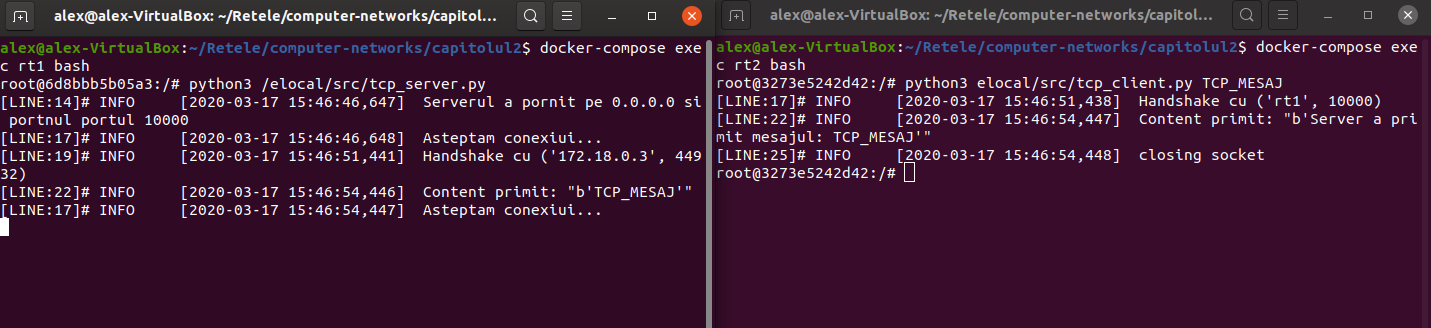 alex@alex-VirtualBox: ~/Retele/computer-networks/capitol...
alex@alex-VirtualBox:~/Retele/computer-networks/capitolul2$ docker-compose exe
c rt1 bash
root@6d8bbb5b05a3:/# python3 /elocal/src/tcp_server.py
[LINE:14]# INFO     [2020-03-17 15:46:46,647]  Serverul a pornit pe 0.0.0.0 si
 portnul portul 10000
[LINE:17]# INFO     [2020-03-17 15:46:46,648]  Asteptam conexiui...
[LINE:19]# INFO     [2020-03-17 15:46:51,441]  Handshake cu ('172.18.0.3', 449
32)
[LINE:22]# INFO     [2020-03-17 15:46:54,446]  Content primit: "b'TCP_MESAJ'"
[LINE:17]# INFO     [2020-03-17 15:46:54,447]  Asteptam conexiui...
alex@alex-VirtualBox: ~/Retele/computer-networks/capitol...
alex@alex-VirtualBox:~/Retele/computer-networks/capitolul2$ docker-compose exe
c rt2 bash
root@3273e5242d42:/# python3 elocal/src/tcp_client.py TCP_MESAJ
[LINE:17]# INFO     [2020-03-17 15:46:51,438]  Handshake cu ('rt1', 10000)
[LINE:22]# INFO     [2020-03-17 15:46:54,447]  Content primit: "b'Server a pri
mit mesajul: TCP_MESAJ'"
[LINE:25]# INFO     [2020-03-17 15:46:54,448]  closing socket
root@3273e5242d42:/#